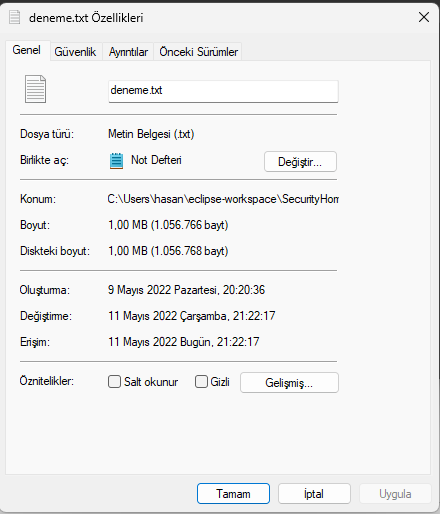 deneme.txt Özellikleri
Genel Güvenlik Ayrıntılar Önceki Sürümler
deneme.txt
Dosya türü: Metin Belgesi (.txt)
Birlikte aç: Not Defteri Değiştir...
Konum: C:\Users\hasan\eclipse-workspace\SecurityHom
Boyut: 1,00 MB (1.056.766 bayt)
Diskteki boyut: 1,00 MB (1.056.768 bayt)
Oluşturma: 9 Mayıs 2022 Pazartesi, 20:20:36
Değiştirme: 11 Mayıs 2022 Çarşamba, 21:22:17
Erişim: 11 Mayıs 2022 Bugün, 21:22:17
Öznitelikler: Salt okunur Gizli Gelişmiş...
Tamam İptal Uygula